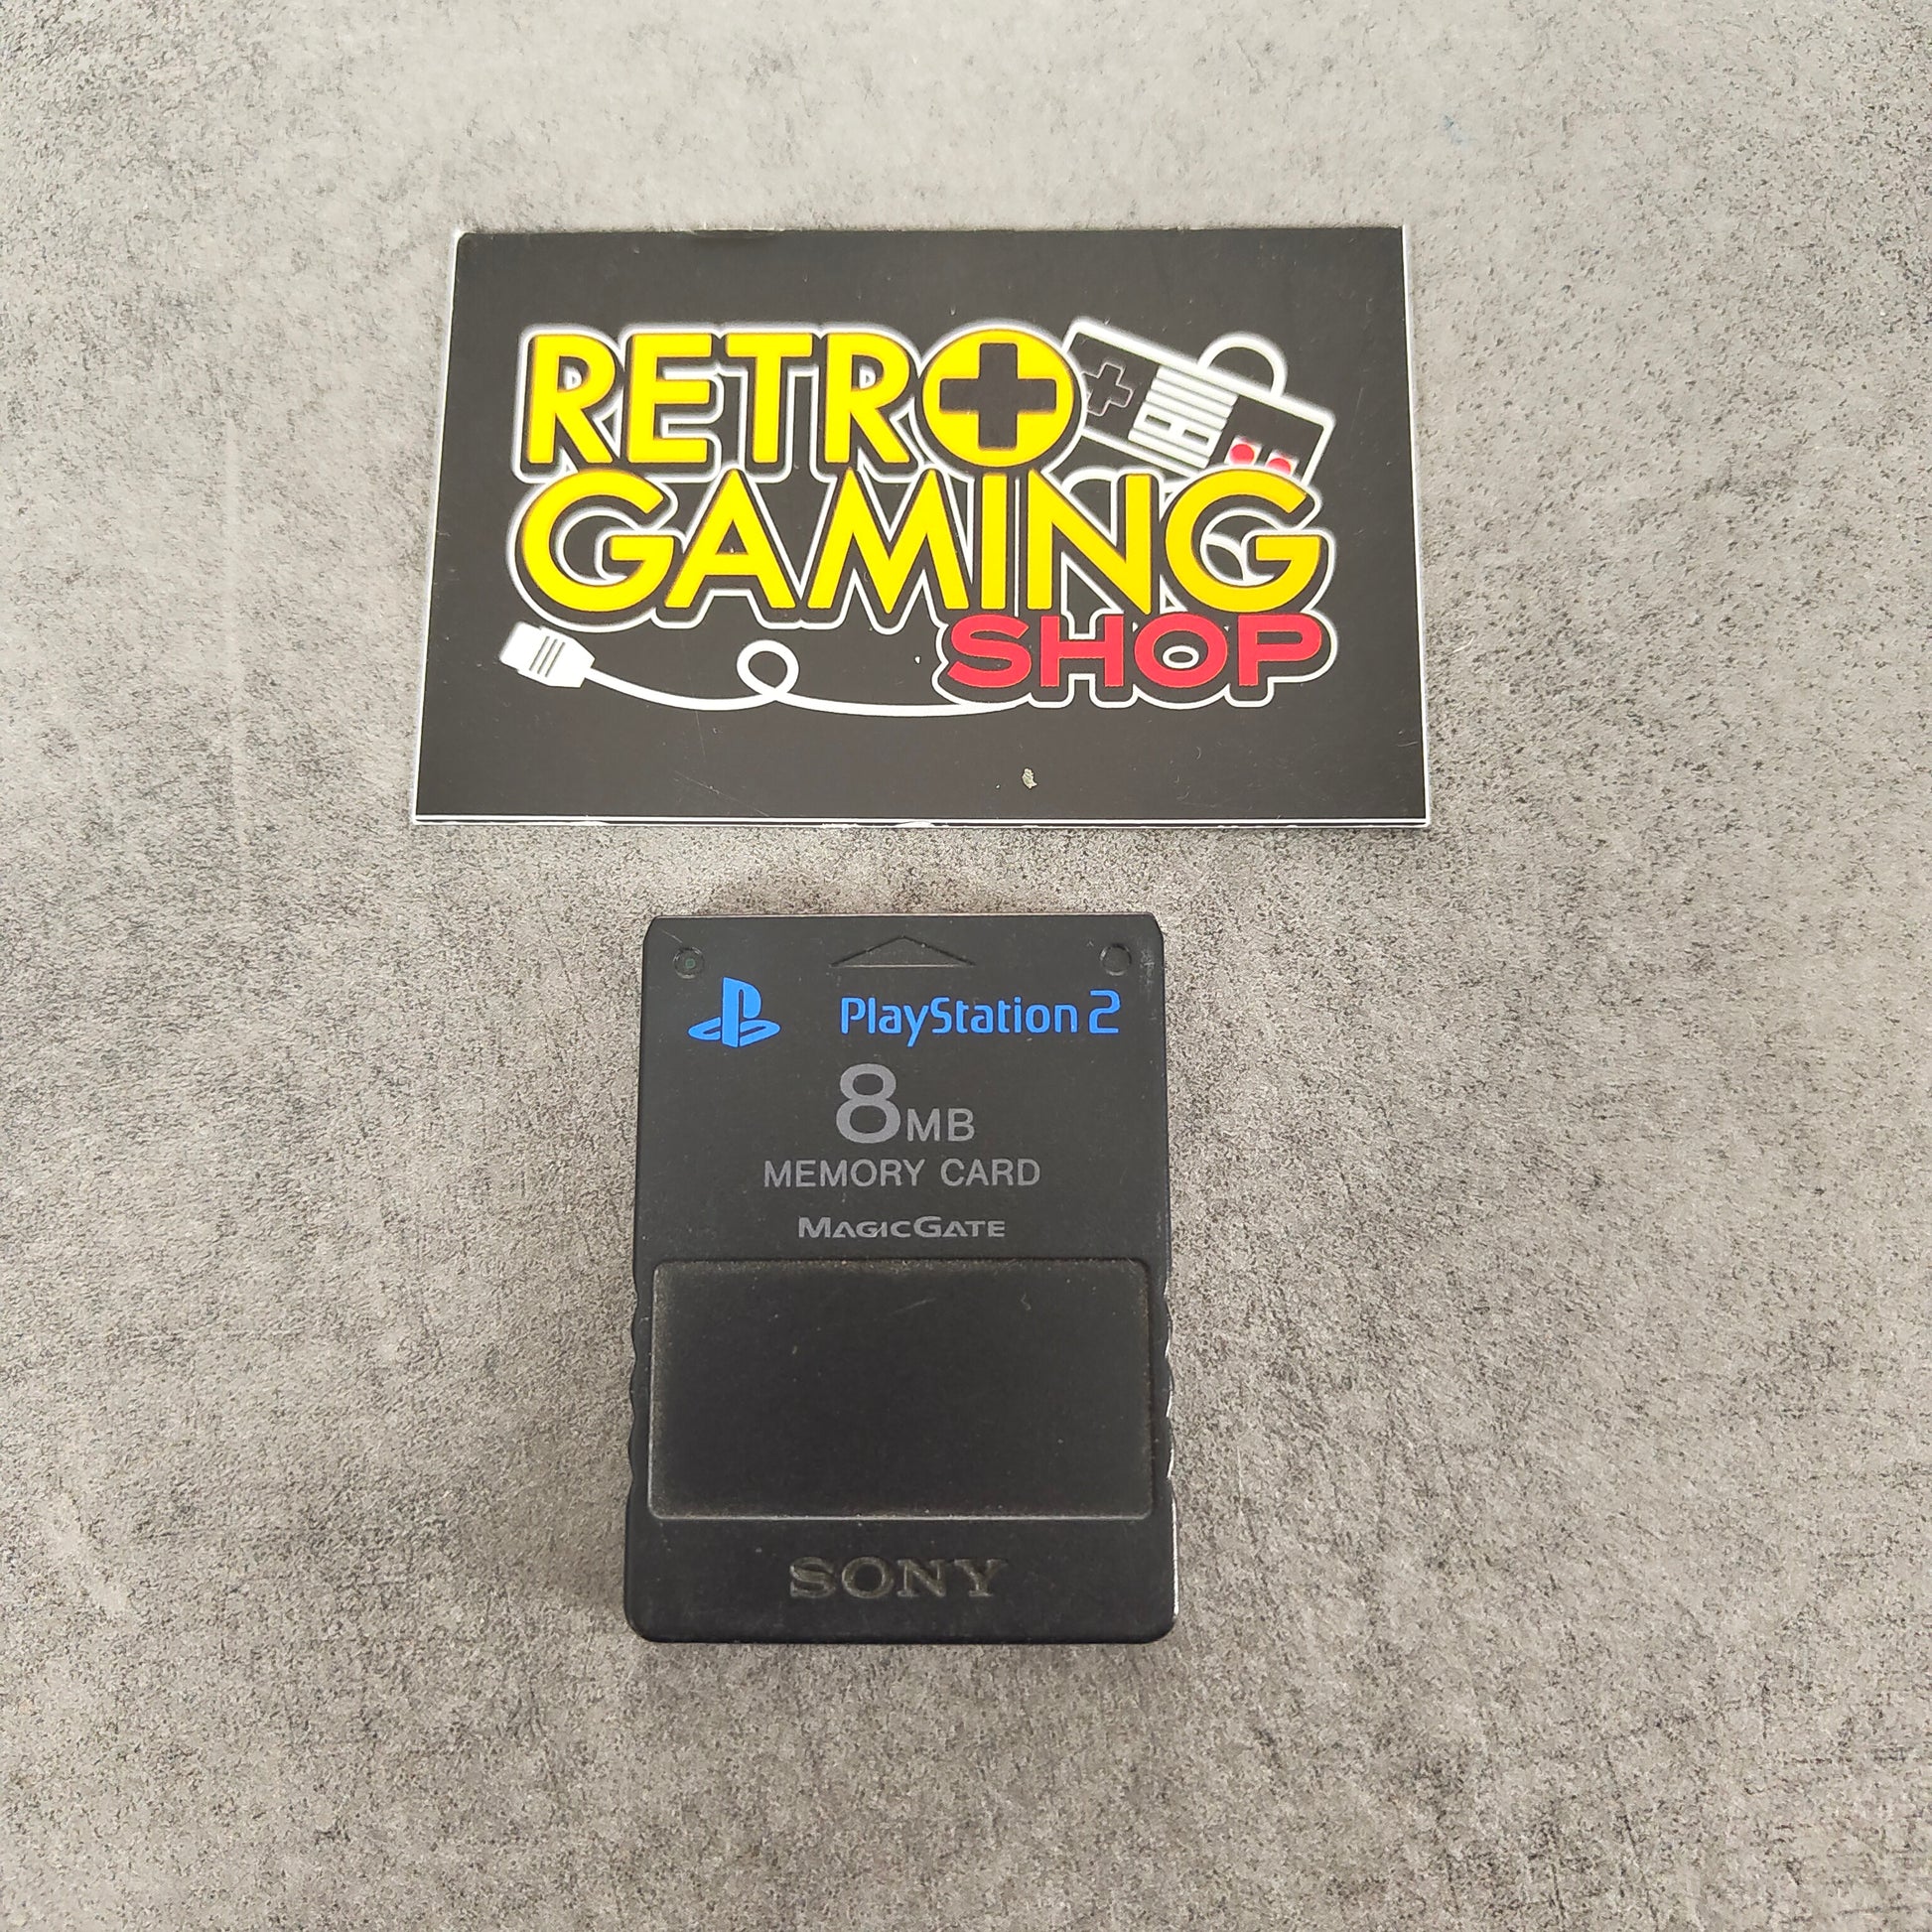 RETRO
GAMING
SHOP
PlayStation 2
8MB
MEMORY CARD
MAGICGATE
SONY